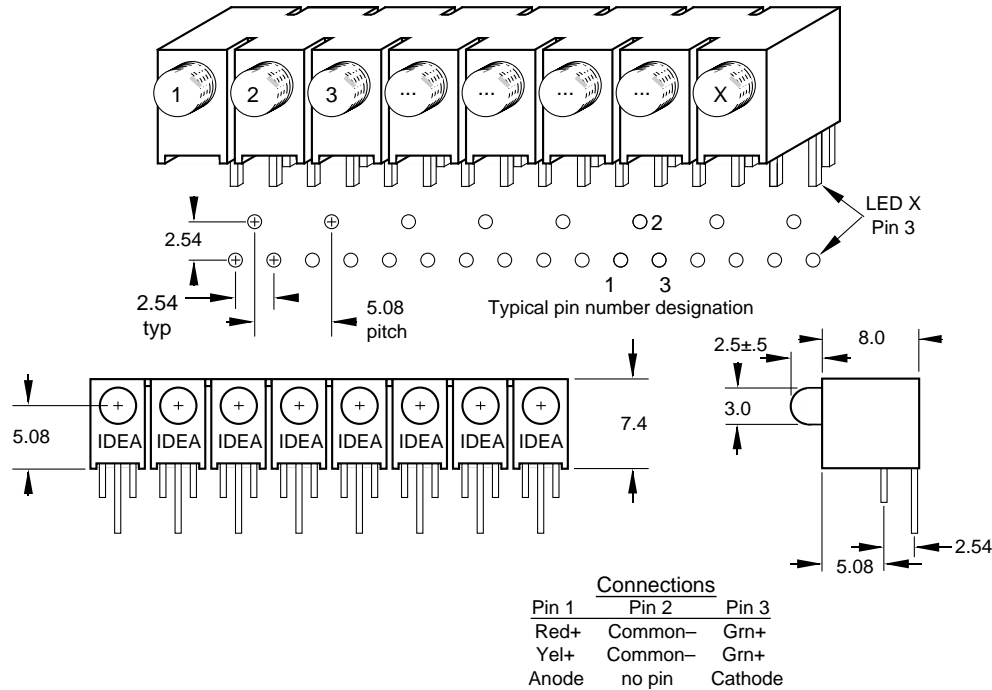 1 2 3 ... ... ... ... X
LED X
Pin 3
2
2.54
1 3
2.54
typ
5.08
pitch
Typical pin number designation
2.5±.5
8.0
5.08
IDEA IDEA IDEA IDEA IDEA IDEA IDEA IDEA
7.4
3.0
2.54
5.08
Connections
Pin 1 Pin 2 Pin 3
Red+ Common– Grn+
Yel+ Common– Grn+
Anode no pin Cathode